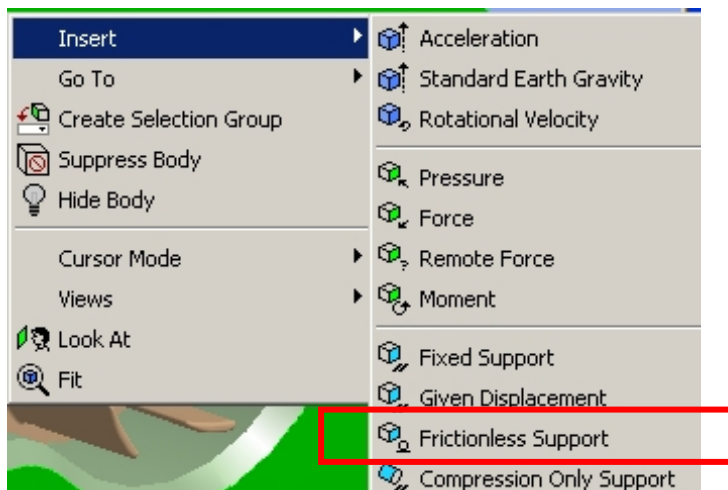 Insert
Go To
Create Selection Group
Suppress Body
Hide Body
Cursor Mode
Views
Look At
Fit
Acceleration
Standard Earth Gravity
Rotational Velocity
Pressure
Force
Remote Force
Moment
Fixed Support
Given Displacement
Frictionless Support
Compression Only Support